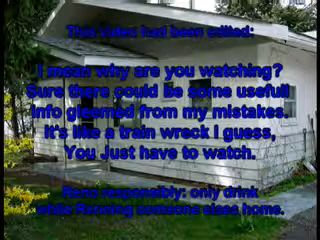 This Video had been edited:
I mean why are you watching?
Sure there could be some usefull
info gleemed from my mistakes.
It's like a train wreck I guess,
You Just have to watch.
Reno responsibly: only drink
while Running someone elses home.